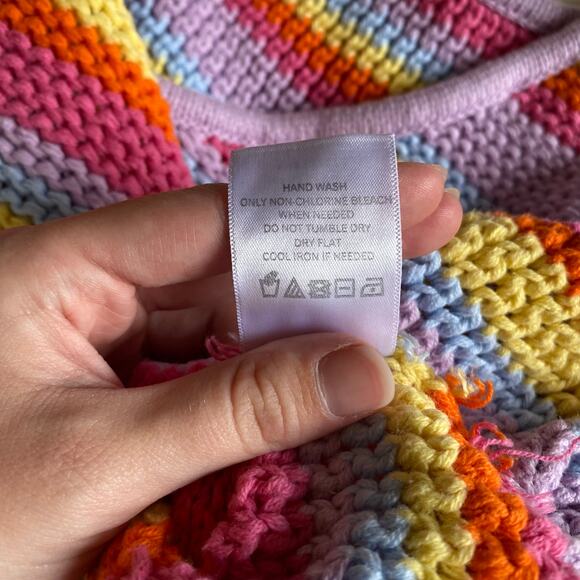 HAND WASH
ONLY NON-CHLORINE BLEACH
WHEN NEEDED
DO NOT TUMBLE DRY
DRY FLAT
COOL IRON IF NEEDED